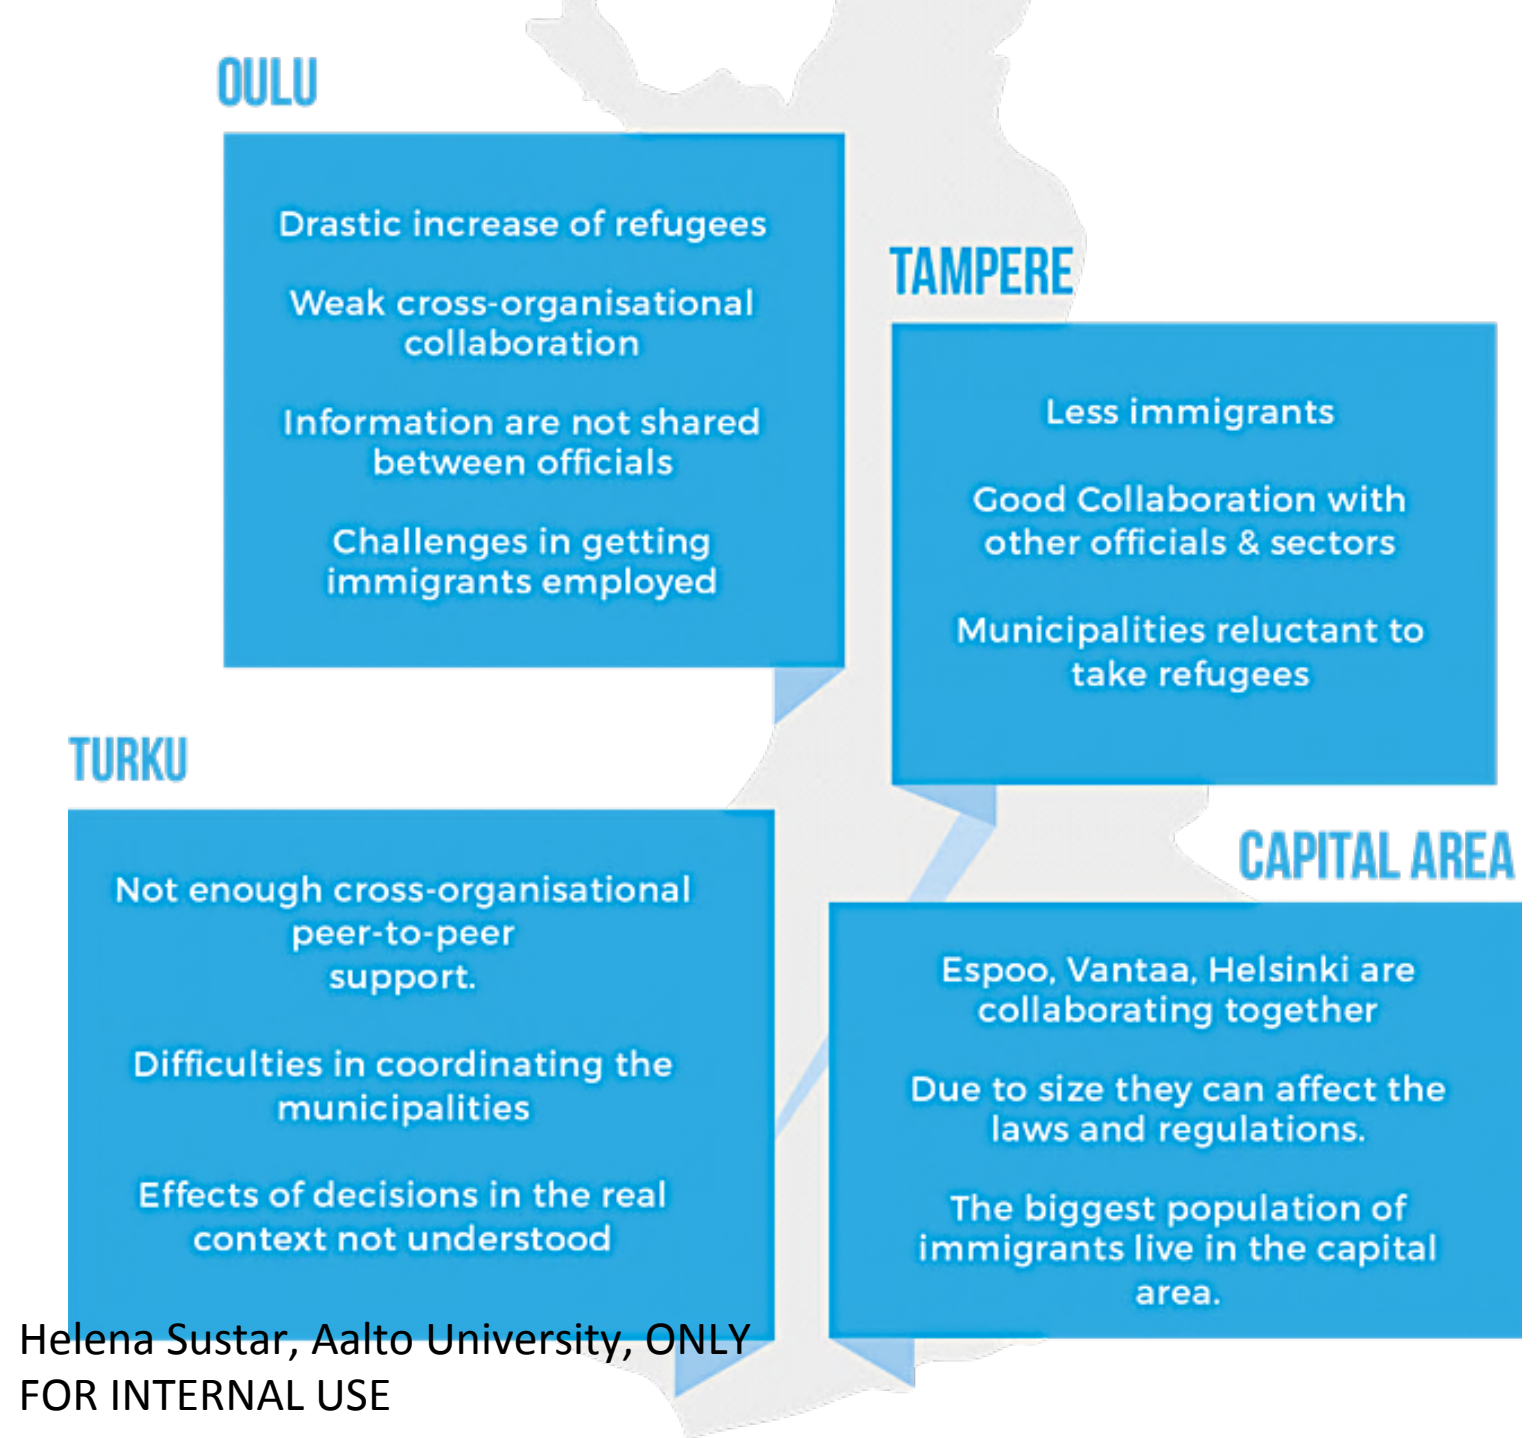 OULU
Drastic increase of refugees
Weak cross-organisational
collaboration
Information are not shared
between officials
Challenges in getting
immigrants employed
TAMPERE
Less immigrants
Good Collaboration with
other officials & sectors
Municipalities reluctant to
take refugees
TURKU
Not enough cross-organisational
peer-to-peer
support.
Difficulties in coordinating the
municipalities
Effects of decisions in the real
context not understood
CAPITAL AREA
Espoo, Vantaa, Helsinki are
collaborating together
Due to size they can affect the
laws and regulations.
The biggest population of
immigrants live in the capital
area.
Helena Sustar, Aalto University, ONLY
FOR INTERNAL USE